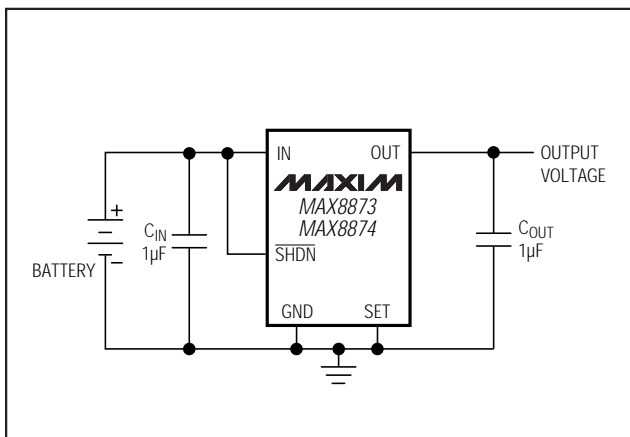 IN
OUT
MAXIM
MAX8873
MAX8874
SHDN
GND
SET
OUTPUT
VOLTAGE
+
−
BATTERY
CIN
1µF
COUT
1µF